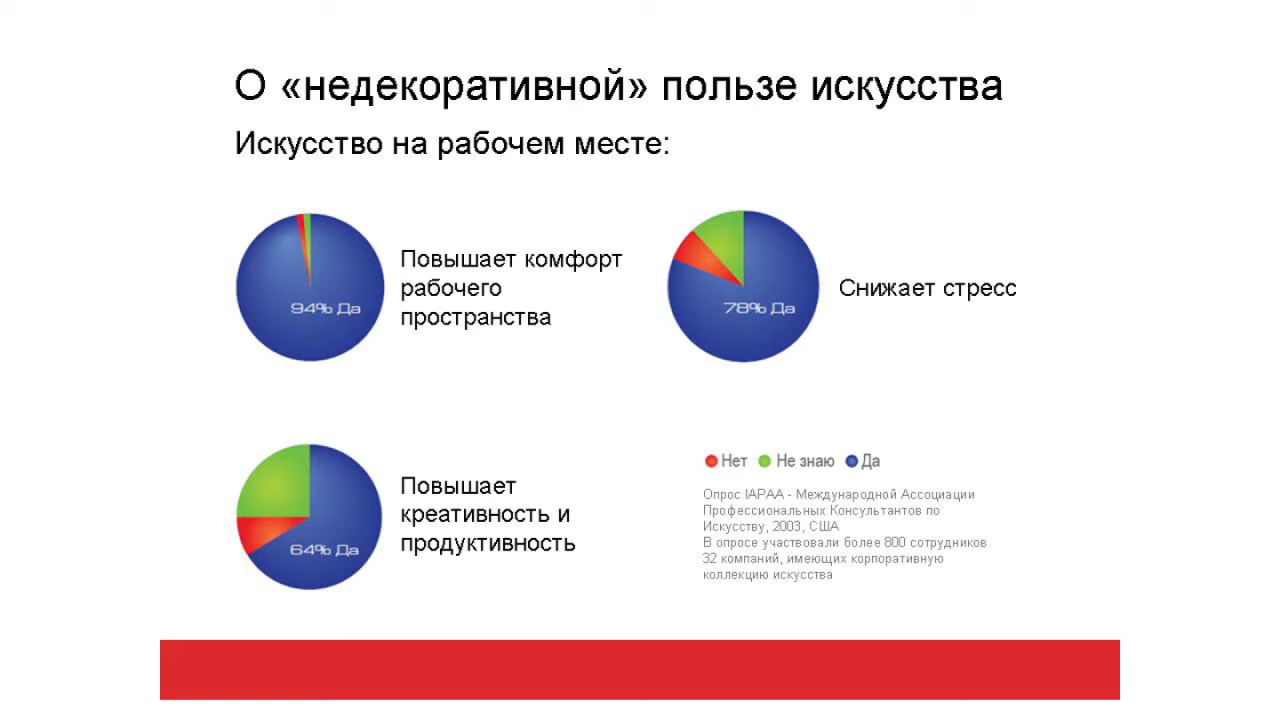 О «недекоративной» пользе искусства
Искусство на рабочем месте:
94% Да
Повышает комфорт
рабочего
пространства
78% Да
Снижает стресс
64% Да
Повышает
креативность и
продуктивность
Нет Не знаю Да
Опрос IAPAA - Международной Ассоциации
Профессиональных Консультантов по
Искусству, 2003, США
В опросе участвовали более 800 сотрудников
32 компаний, имеющих корпоративную
коллекцию искусства